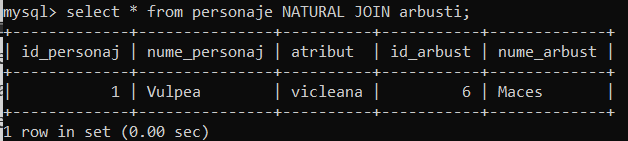 mysql> select * from personaje NATURAL JOIN arbusti;
+-------------+---------------+----------+-----------+-------------+
| id_personaj | nume_personaj | atribut  | id_arbust | nume_arbust |
+-------------+---------------+----------+-----------+-------------+
|           1 | Vulpea        | vicleana |         6 | Maces       |
+-------------+---------------+----------+-----------+-------------+
1 row in set (0.00 sec)